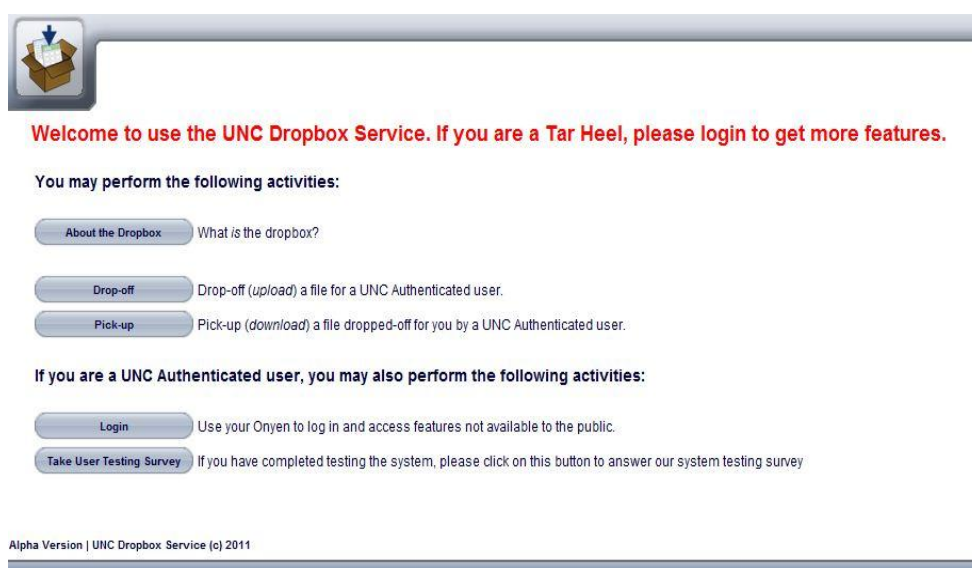 Welcome to use the UNC Dropbox Service. If you are a Tar Heel, please login to get more features.
You may perform the following activities:
About the Dropbox What is the dropbox?
Drop-off Drop-off (upload) a file for a UNC Authenticated user.
Pick-up Pick-up (download) a file dropped-off for you by a UNC Authenticated user.
If you are a UNC Authenticated user, you may also perform the following activities:
Login Use your Onyen to log in and access features not available to the public.
Take User Testing Survey If you have completed testing the system, please click on this button to answer our system testing survey
Alpha Version | UNC Dropbox Service (c) 2011